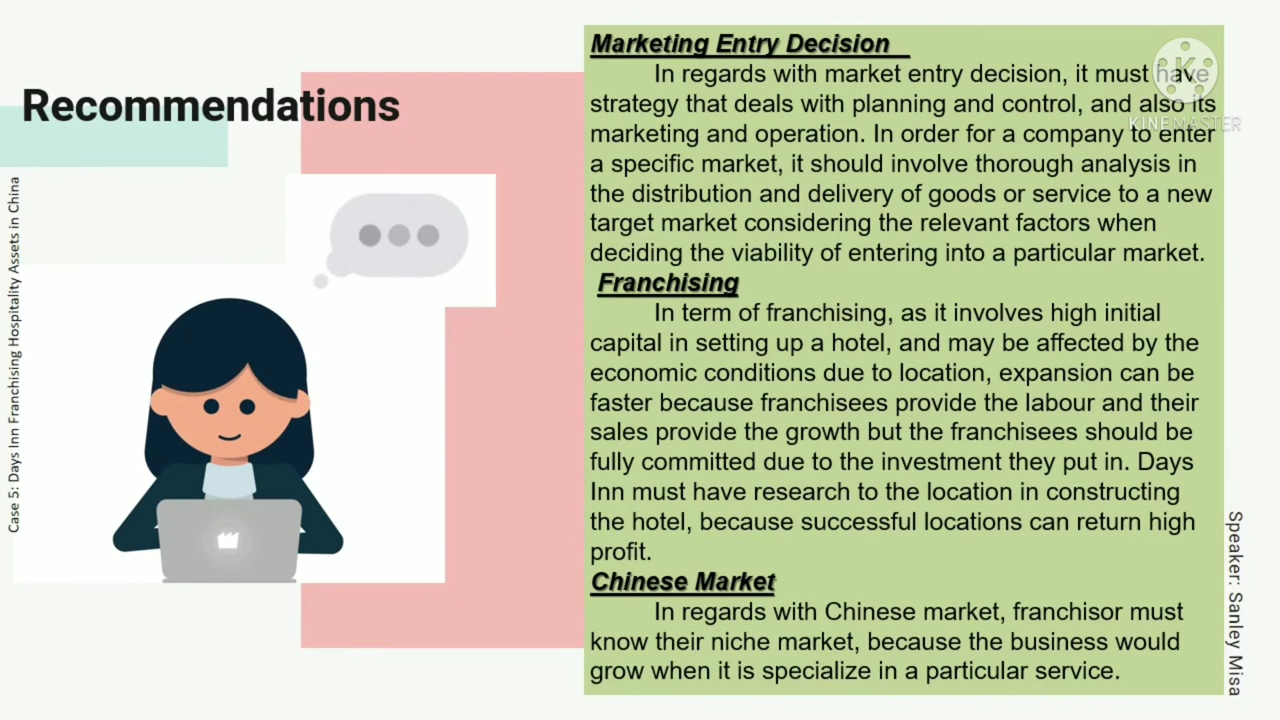 Recommendations
Case 5: Days Inn Franchising Hospitality Assets in China
Marketing Entry Decision
In regards with market entry decision, it must have
strategy that deals with planning and control, and also its
marketing and operation. In order for a company to enter
a specific market, it should involve thorough analysis in
the distribution and delivery of goods or service to a new
target market considering the relevant factors when
deciding the viability of entering into a particular market.
Franchising
In term of franchising, as it involves high initial
capital in setting up a hotel, and may be affected by the
economic conditions due to location, expansion can be
faster because franchisees provide the labour and their
sales provide the growth but the franchisees should be
fully committed due to the investment they put in. Days
Inn must have research to the location in constructing
the hotel, because successful locations can return high
profit.
Chinese Market
In regards with Chinese market, franchisor must
know their niche market, because the business would
grow when it is specialize in a particular service.
K
KINEMASTER
Speaker: Sanley Misa